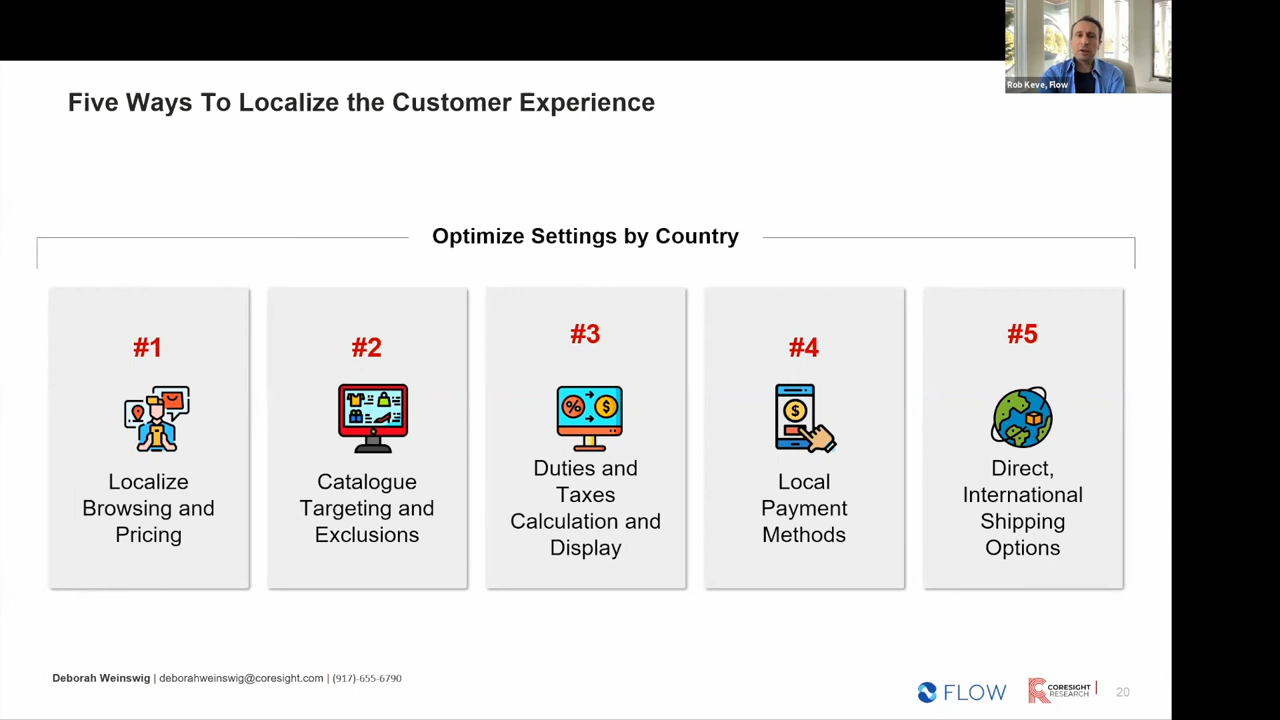 Rob Keve, Flow
Five Ways To Localize the Customer Experience
Optimize Settings by Country
#1
Localize
Browsing and
Pricing
#2
Catalogue
Targeting and
Exclusions
#3
Duties and
Taxes
Calculation and
Display
#4
Local
Payment
Methods
#5
Direct,
International
Shipping
Options
Deborah Weinswig | deborahweinswig@coresight.com | (917)-655-6790
FLOW
CORESIGHT
RESEARCH
20